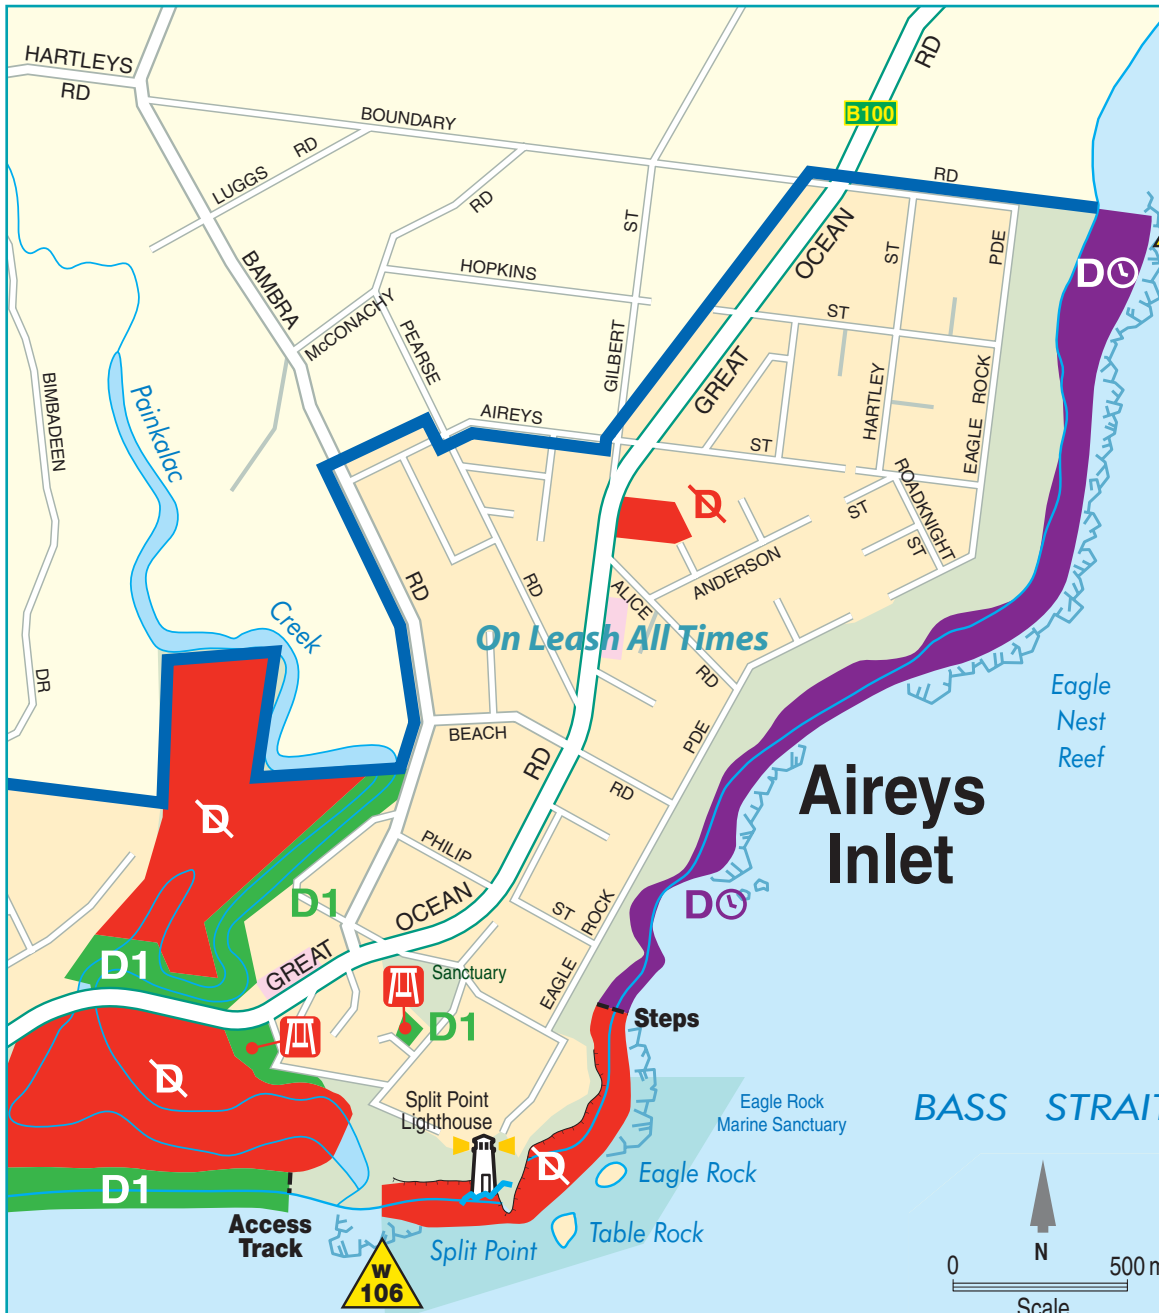 HARTLEYS
RD
RD
B100
BOUNDARY
RD
LUGGS RD
RD
ST
OCEAN
ST
PDE
D
BAMBRA
HOPKINS
McCONACHY
PEARSE
GILBERT
ST
GREAT
HARTLEY
EAGLE ROCK
BIMBADEEN
Painkalac
AIREYS
ST
ROADKNIGHT
ST
ST
D
ANDERSON
RD
RD
ALICE
Creek
On Leash All Times
RD
DR
Eagle
Nest
Reef
BEACH
RD
PDE
RD
Aireys
Inlet
D
PHILIP
D1
OCEAN
ST
ROCK
D
D1
GREAT
Sanctuary
EAGLE
D1
Steps
D
Split Point
Lighthouse
Eagle Rock
Marine Sanctuary
BASS STRAIT
D
Eagle Rock
D1
Access
Track
Split Point
Table Rock
N
W
106
0 500 m
Scale